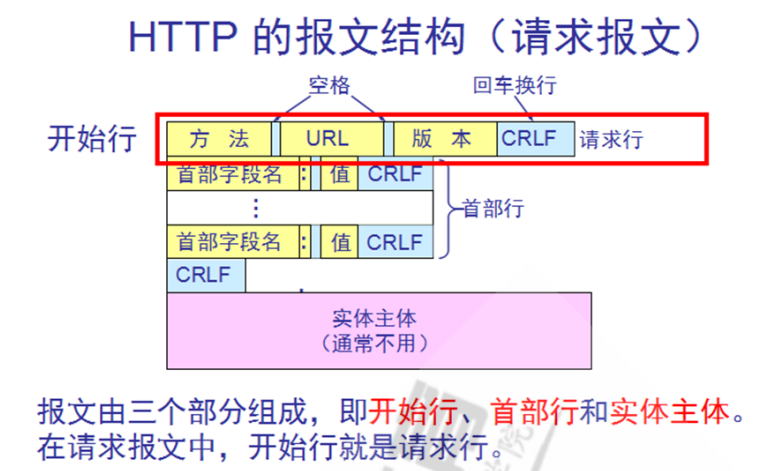 HTTP 的报文结构（请求报文）
空格 回车换行
开始行 方 法 URL 版 本 CRLF 请求行
首部字段名 : 值 CRLF
⋮ 首部行
首部字段名 : 值 CRLF
CRLF
实体主体
（通常不用）
报文由三个部分组成，即开始行、首部行和实体主体。
在请求报文中，开始行就是请求行。